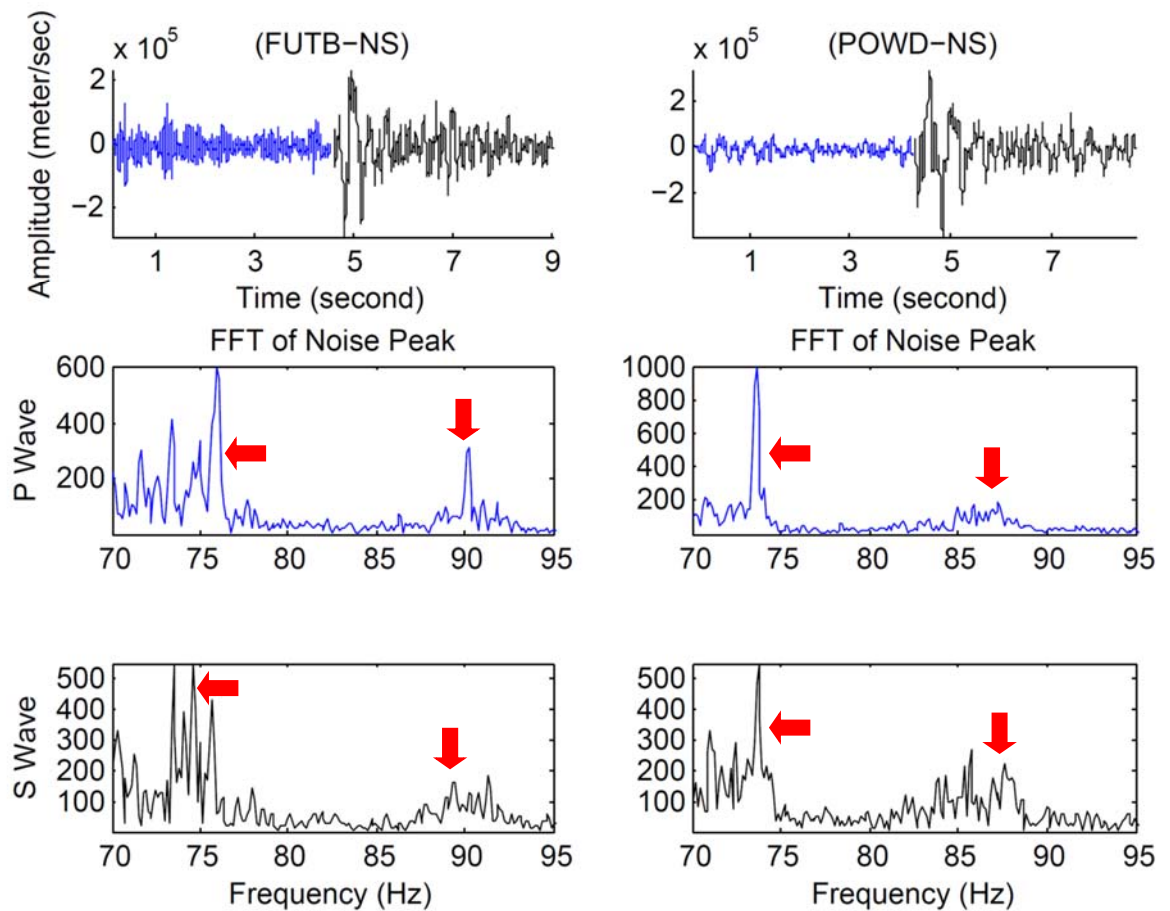 x 10^5 (FUTB−NS)
x 10^5 (POWD−NS)
Amplitude (meter/sec)
2
0
−2
2
0
−2
1 3 5 7 9
1 3 5 7
Time (second)
Time (second)
FFT of Noise Peak
FFT of Noise Peak
P Wave
600
400
200
1000
800
600
400
200
70 75 80 85 90 95
70 75 80 85 90 95
S Wave
500
400
300
200
100
500
400
300
200
100
70 75 80 85 90 95
70 75 80 85 90 95
Frequency (Hz)
Frequency (Hz)